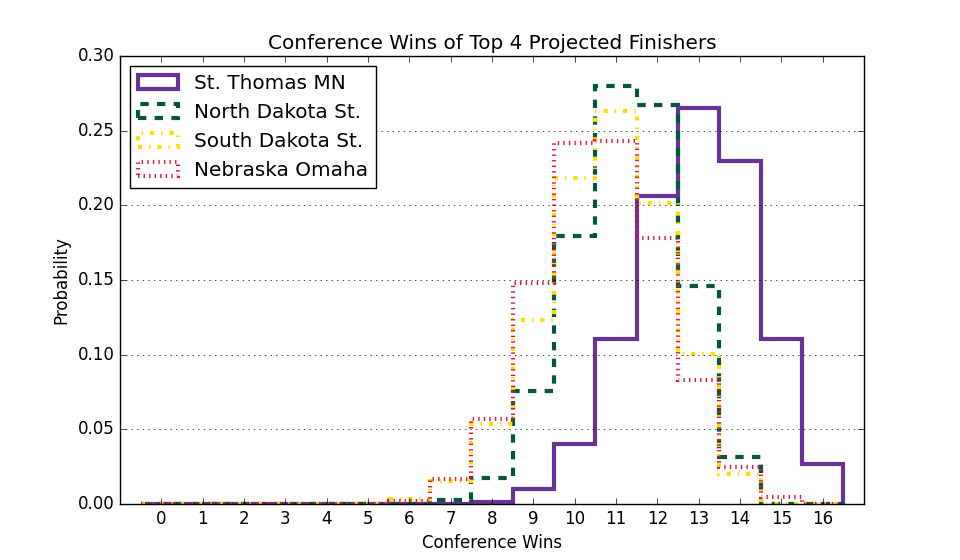 Conference Wins of Top 4 Projected Finishers
0.30
0.25
0.20
0.15
0.10
0.05
0.00
Probability
St. Thomas MN
North Dakota St.
South Dakota St.
Nebraska Omaha
0 1 2 3 4 5 6 7 8 9 10 11 12 13 14 15 16
Conference Wins